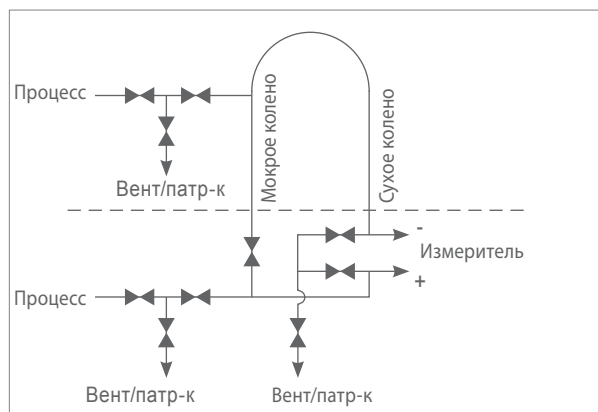 Процесс
Мокрое колено
Сухое колено
Вент/патр-к
-
Измеритель
+
Процесс
Вент/патр-к
Вент/патр-к